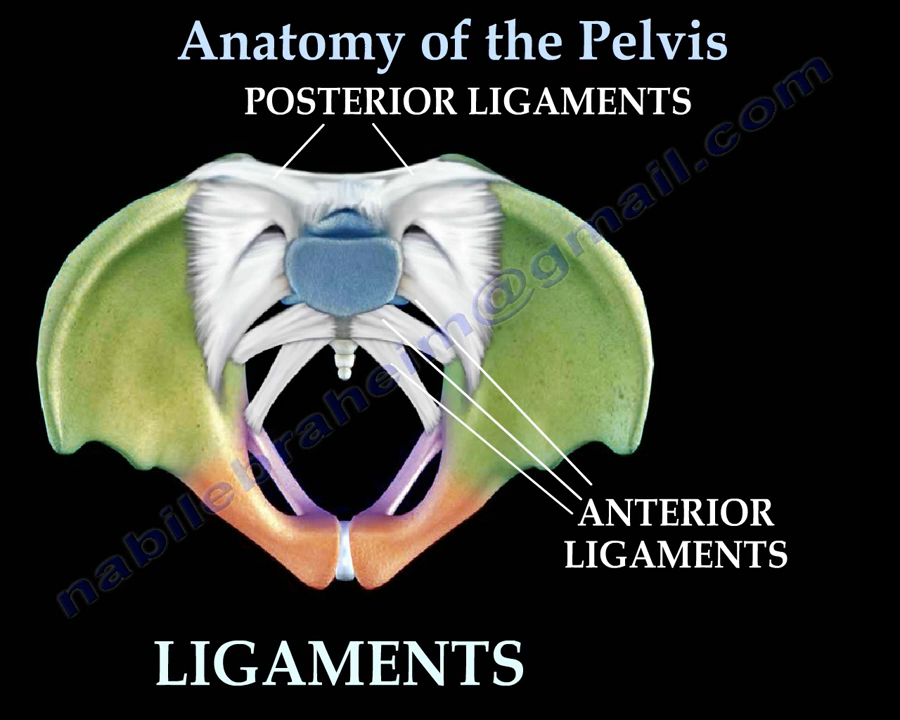 Anatomy of the Pelvis
POSTERIOR LIGAMENTS
nabilebraheim@gmail.com
ANTERIOR
LIGAMENTS
LIGAMENTS